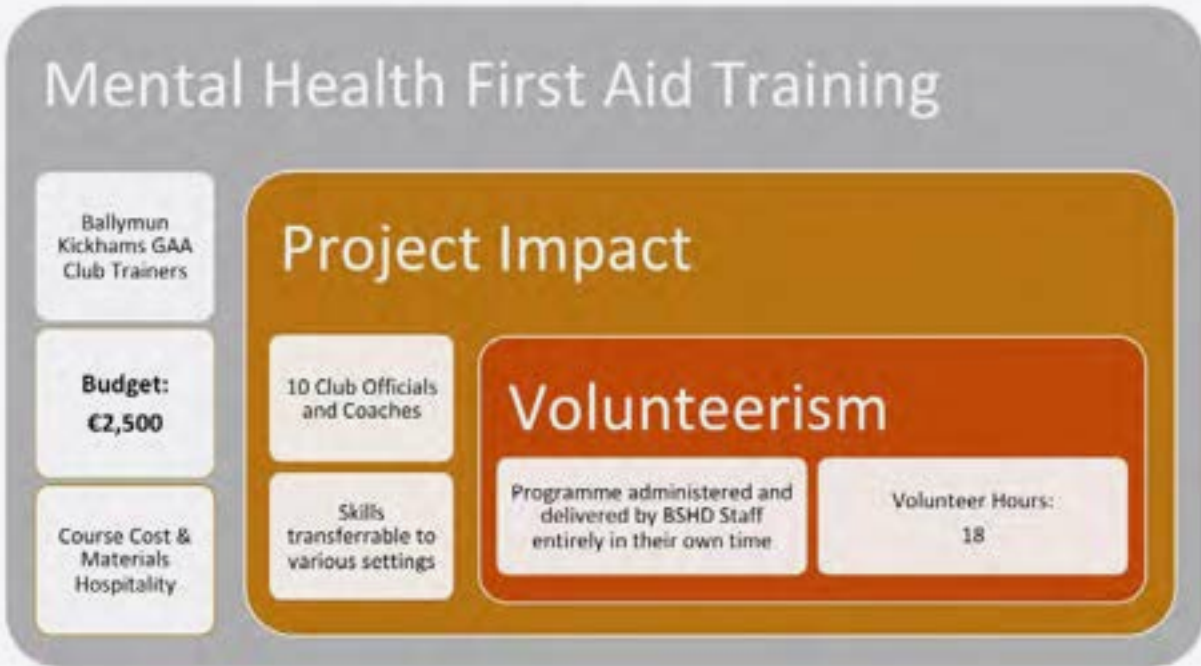 Mental Health First Aid Training
Ballymun
Kickhams GAA
Club Trainers
Budget:
€2,500
Course Cost &
Materials
Hospitality
Project Impact
10 Club Officials
and Coaches
Skills
transferrable to
various settings
Volunteerism
Programme administered and
delivered by BSHD Staff
entirely in their own time
Volunteer Hours:
18